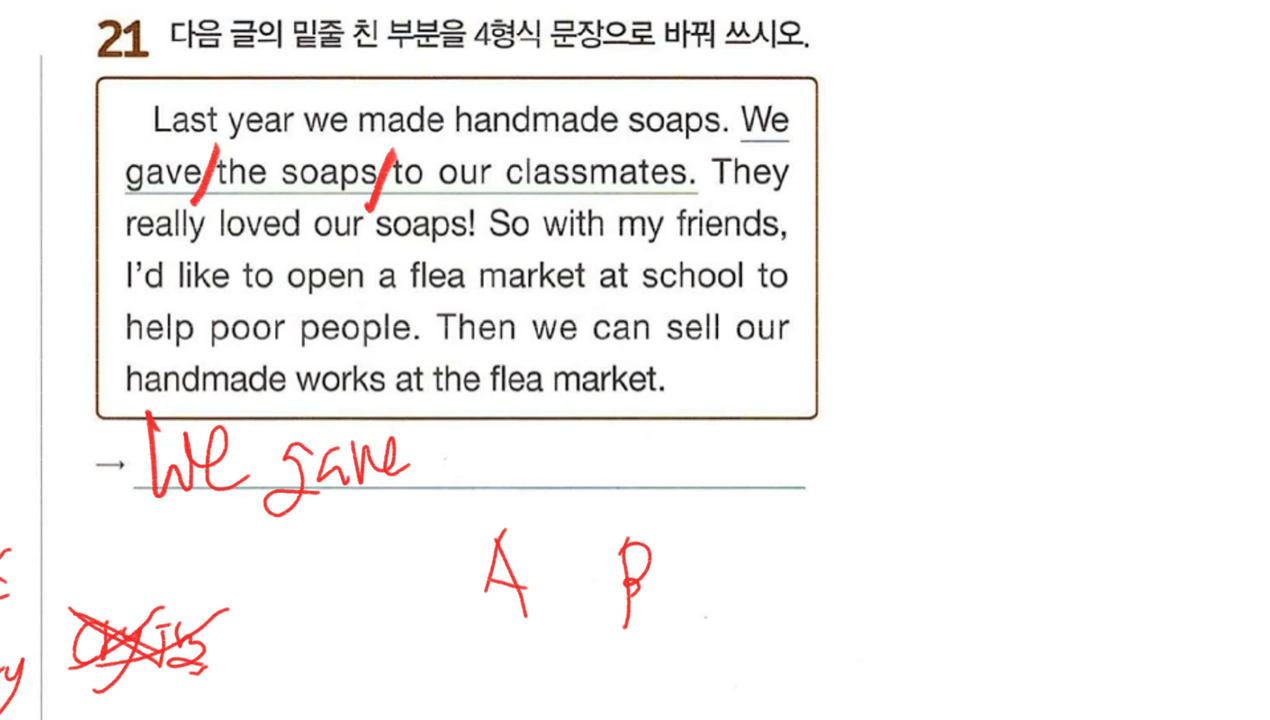 21 다음 글의 밑줄 친 부분을 4형식 문장으로 바꿔 쓰시오.
Last year we made handmade soaps. We
gave/the soaps/to our classmates. They
really loved our soaps! So with my friends,
I'd like to open a flea market at school to
help poor people. Then we can sell our
handmade works at the flea market.
→ We gave
A B